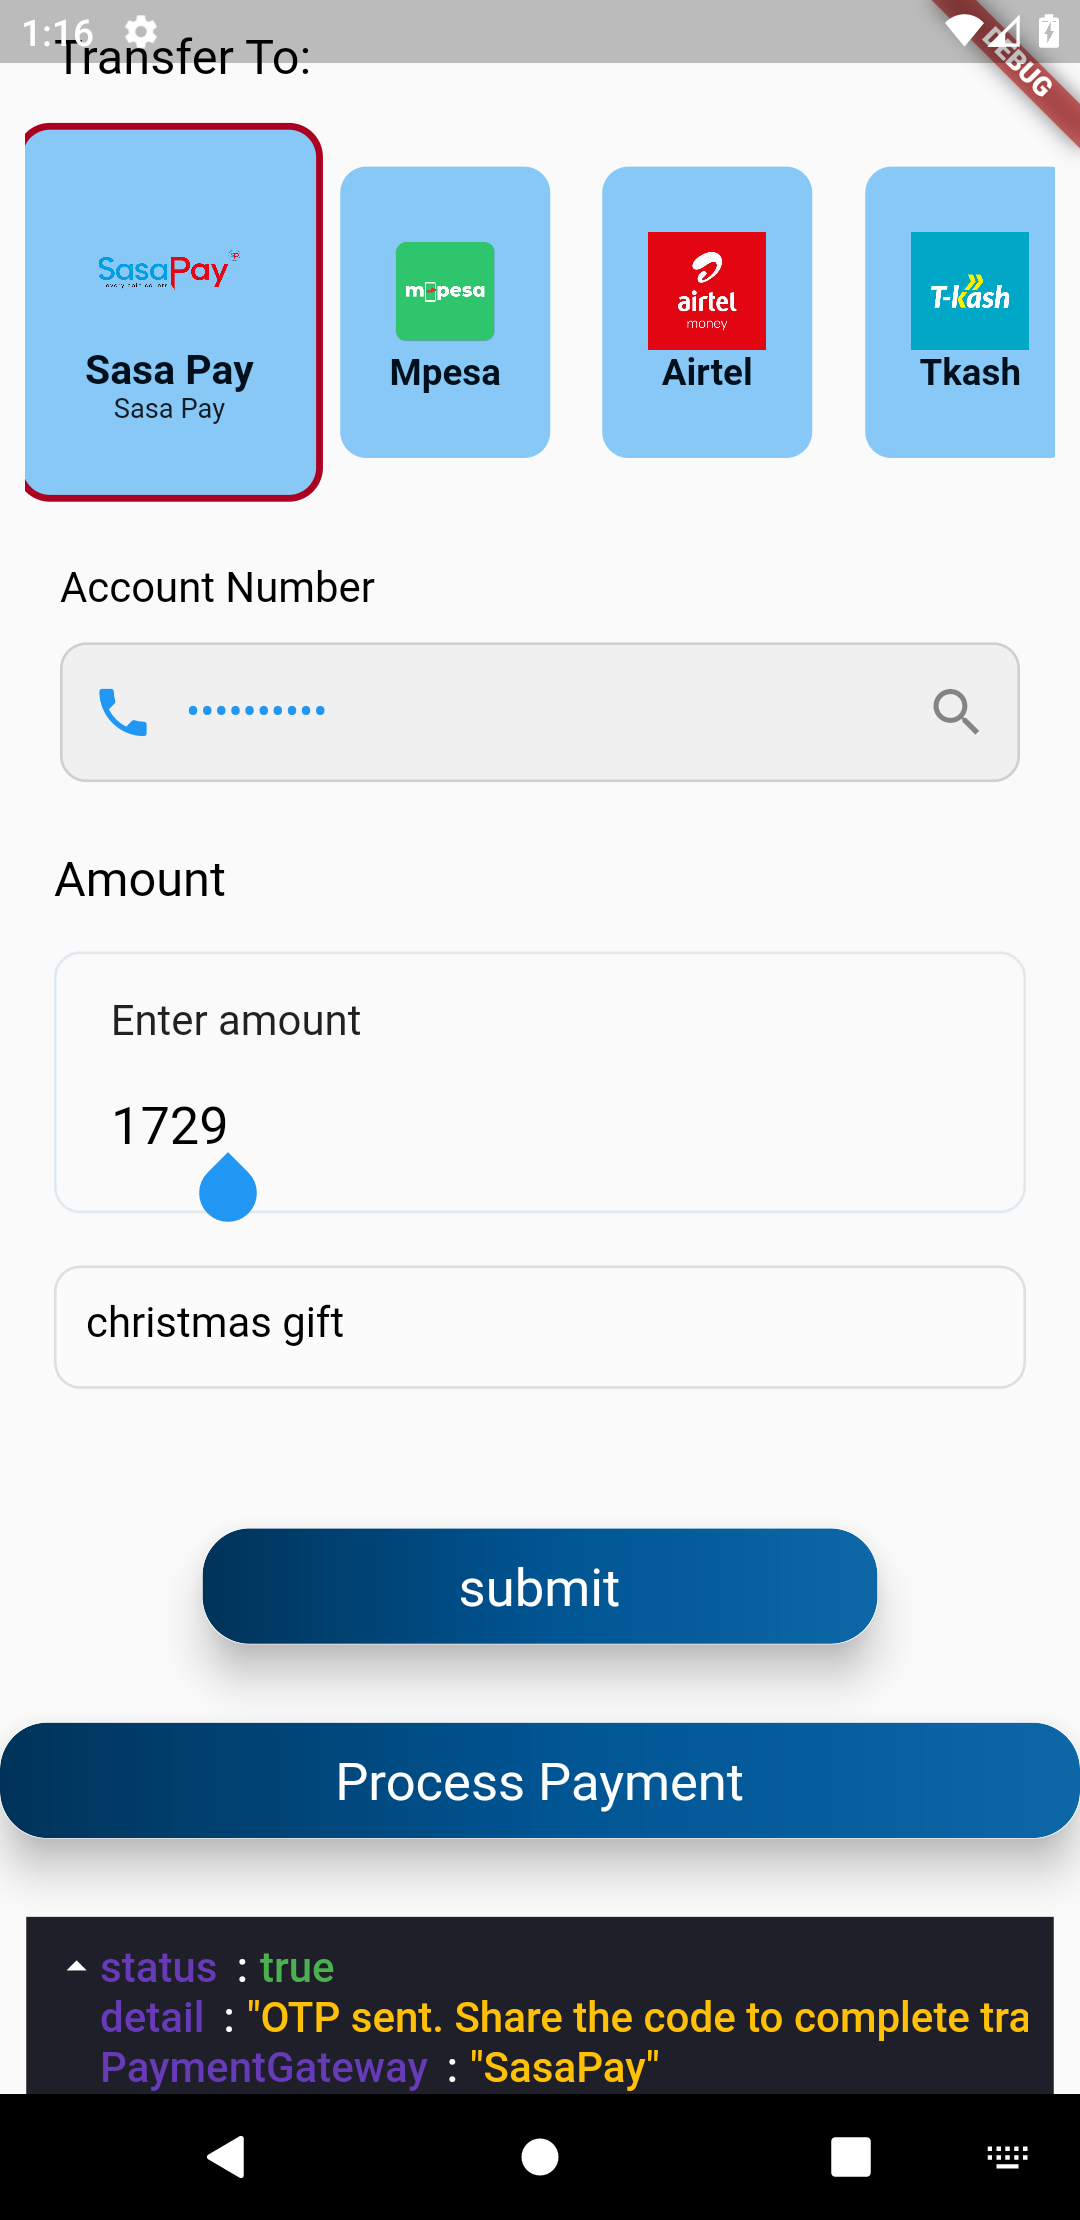 1:16
DEBUG
Transfer To:
SasaPay
Sasa Pay
Sasa Pay
m-pesa
Mpesa
airtel
money
Airtel
T-kash
Tkash
Account Number
••••••••••
Amount
Enter amount
1729
christmas gift
submit
Process Payment
status : true
detail : "OTP sent. Share the code to complete tra
PaymentGateway : "SasaPay"